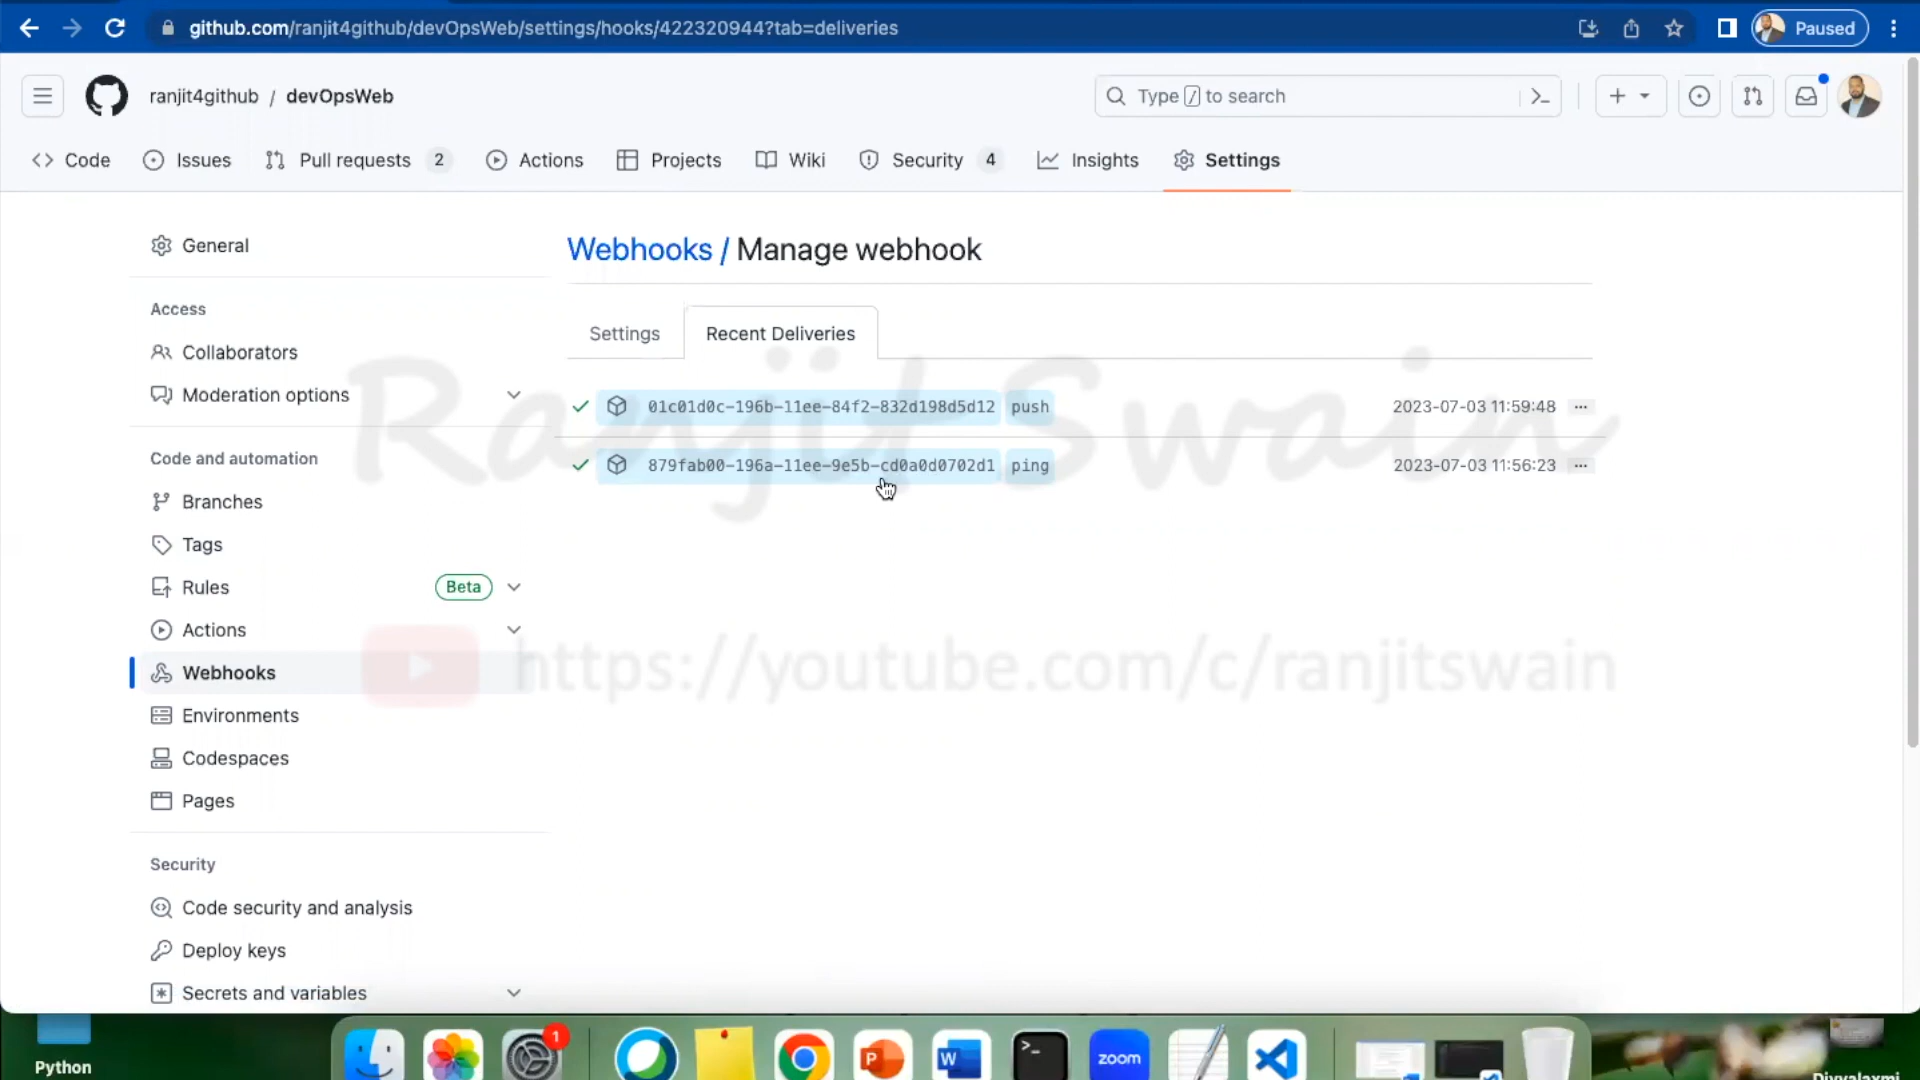 github.com/ranjit4github/devOpsWeb/settings/hooks/422320944?tab=deliveries
Paused
ranjit4github / devOpsWeb
Type / to search
Code
Issues
Pull requests 2
Actions
Projects
Wiki
Security 4
Insights
Settings
General
Webhooks / Manage webhook
Access
Settings
Recent Deliveries
Collaborators
Moderation options
Ranjit Swain
01c01d0c-196b-11ee-84f2-832d198d5d12 push 2023-07-03 11:59:48
879fab00-196a-11ee-9e5b-cd0a0d0702d1 ping 2023-07-03 11:56:23
Code and automation
Branches
Tags
Rules Beta
Actions
Webhooks
https://youtube.com/c/ranjitswain
Environments
Codespaces
Pages
Security
Code security and analysis
Deploy keys
Secrets and variables
1
Python
P
W
>_
zoom
Divyalaxmi